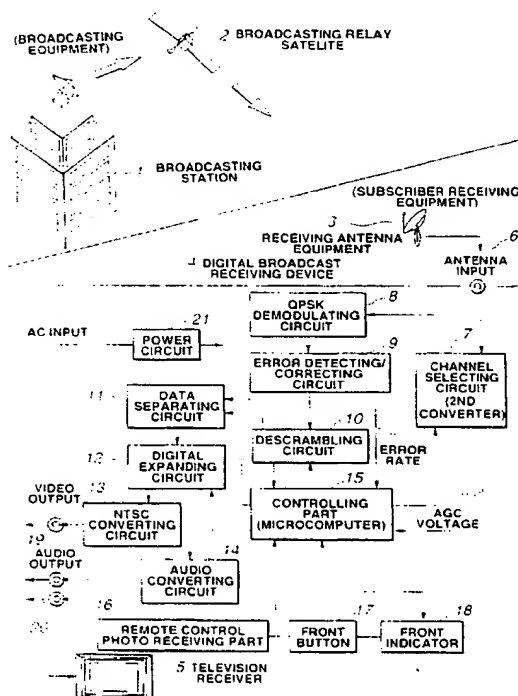 (BROADCASTING
EQUIPMENT)
2 BROADCASTING RELAY
SATELITE
1 BROADCASTING
STATION
(SUBSCRIBER RECEIVING
EQUIPMENT)
3
RECEIVING ANTENNA
EQUIPMENT
6
ANTENNA
INPUT
DIGITAL BROADCAST
RECEIVING DEVICE
8
QPSK
DEMODULATING
CIRCUIT
AC INPUT
21
POWER
CIRCUIT
9
ERROR DETECTING/
CORRECTING
CIRCUIT
7
CHANNEL
SELECTING
CIRCUIT
(2ND
CONVERTER)
11
DATA
SEPARATING
CIRCUIT
10
DESCRAMBLING
CIRCUIT
ERROR
RATE
12
DIGITAL
EXPANDING
CIRCUIT
15
CONTROLLING
PART
(MICROCOMPUTER)
AGC
VOLTAGE
VIDEO
OUTPUT
13
NTSC
CONVERTING
CIRCUIT
19
AUDIO
OUTPUT
14
AUDIO
CONVERTING
CIRCUIT
20
16
REMOTE CONTROL
PHOTO RECEIVING PART
17
FRONT
BUTTON
18
FRONT
INDICATOR
5 TELEVISION
RECEIVER